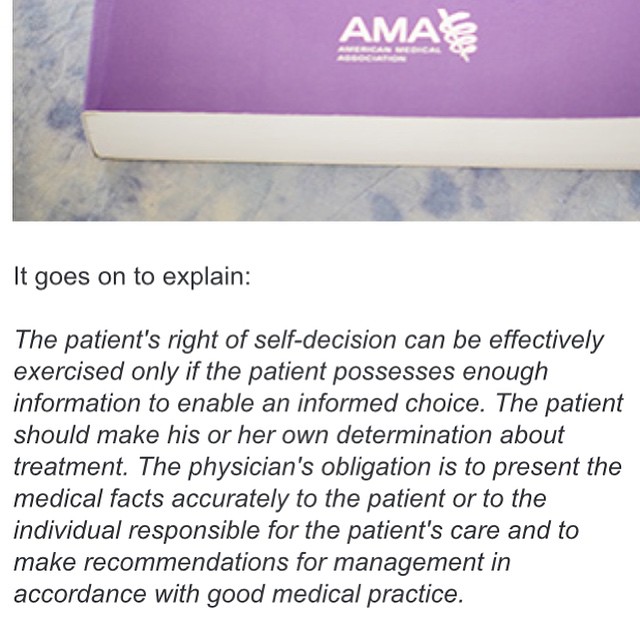 AMA
AMERICAN MEDICAL
ASSOCIATION
It goes on to explain:
The patient's right of self-decision can be effectively
exercised only if the patient possesses enough
information to enable an informed choice. The patient
should make his or her own determination about
treatment. The physician's obligation is to present the
medical facts accurately to the patient or to the
individual responsible for the patient's care and to
make recommendations for management in
accordance with good medical practice.